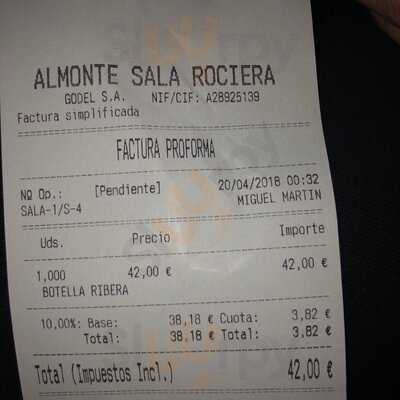 ALMONTE SALA ROCIERA
GODEL S.A. NIF/CIF: A28925139
Factura simplificada
FACTURA PROFORMA
Nº Op.: [Pendiente] 20/04/2018 00:32
SALA-1/S-4 MIGUEL MARTIN
Uds. Precio Importe
1,000 42,00 € 42,00 €
BOTELLA RIBERA
10,00%: Base: 38,18 € Cuota: 3,82 €
Total: 38,18 € Total: 3,82 €
Total (Impuestos Incl.) 42,00 €